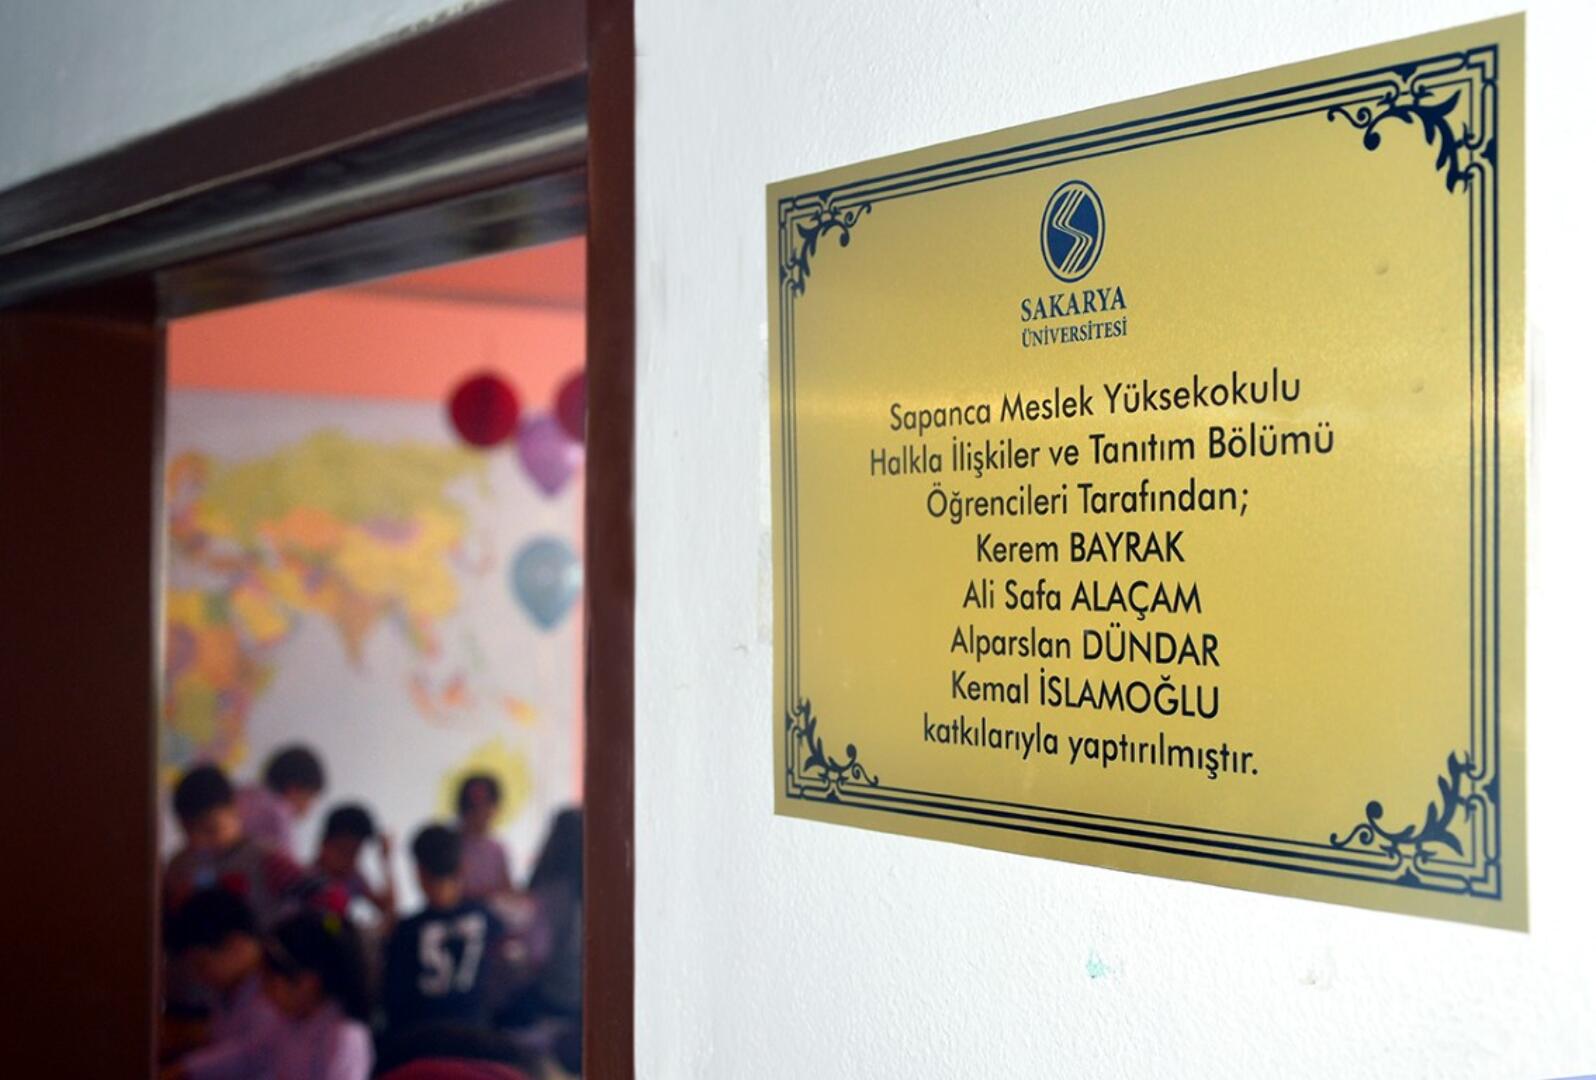 SAKARYA
ÜNİVERSİTESİ
Sapanca Meslek Yüksekokulu
Halkla İlişkiler ve Tanıtım Bölümü
Öğrencileri Tarafından;
Kerem BAYRAK
Ali Safa ALAÇAM
Alparslan DÜNDAR
Kemal İSLAMOĞLU
katkılarıyla yaptırılmıştır.
57